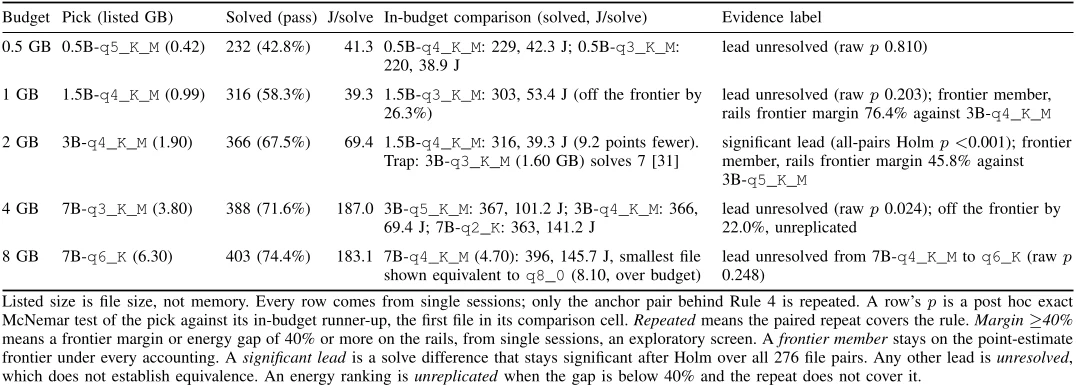 Budget Pick (listed GB) Solved (pass) J/solve In-budget comparison (solved, J/solve) Evidence label
0.5 GB 0.5B-q5_K_M (0.42) 232 (42.8%) 41.3 0.5B-q4_K_M: 229, 42.3 J; 0.5B-q3_K_M: lead unresolved (raw p 0.810)
220, 38.9 J
1 GB 1.5B-q4_K_M (0.99) 316 (58.3%) 39.3 1.5B-q3_K_M: 303, 53.4 J (off the frontier by lead unresolved (raw p 0.203); frontier member,
26.3%) rails frontier margin 76.4% against 3B-q4_K_M
2 GB 3B-q4_K_M (1.90) 366 (67.5%) 69.4 1.5B-q4_K_M: 316, 39.3 J (9.2 points fewer). significant lead (all-pairs Holm p <0.001); frontier
Trap: 3B-q3_K_M (1.60 GB) solves 7 [31] member, rails frontier margin 45.8% against
3B-q5_K_M
4 GB 7B-q3_K_M (3.80) 388 (71.6%) 187.0 3B-q5_K_M: 367, 101.2 J; 3B-q4_K_M: 366, lead unresolved (raw p 0.024); off the frontier by
69.4 J; 7B-q2_K: 363, 141.2 J 22.0%, unreplicated
8 GB 7B-q6_K (6.30) 403 (74.4%) 183.1 7B-q4_K_M (4.70): 396, 145.7 J, smallest file lead unresolved from 7B-q4_K_M to q6_K (raw p
shown equivalent to q8_0 (8.10, over budget) 0.248)
Listed size is file size, not memory. Every row comes from single sessions; only the anchor pair behind Rule 4 is repeated. A row's p is a post hoc exact
McNemar test of the pick against its in-budget runner-up, the first file in its comparison cell. Repeated means the paired repeat covers the rule. Margin ≥40%
means a frontier margin or energy gap of 40% or more on the rails, from single sessions, an exploratory screen. A frontier member stays on the point-estimate
frontier under every accounting. A significant lead is a solve difference that stays significant after Holm over all 276 file pairs. Any other lead is unresolved,
which does not establish equivalence. An energy ranking is unreplicated when the gap is below 40% and the repeat does not cover it.